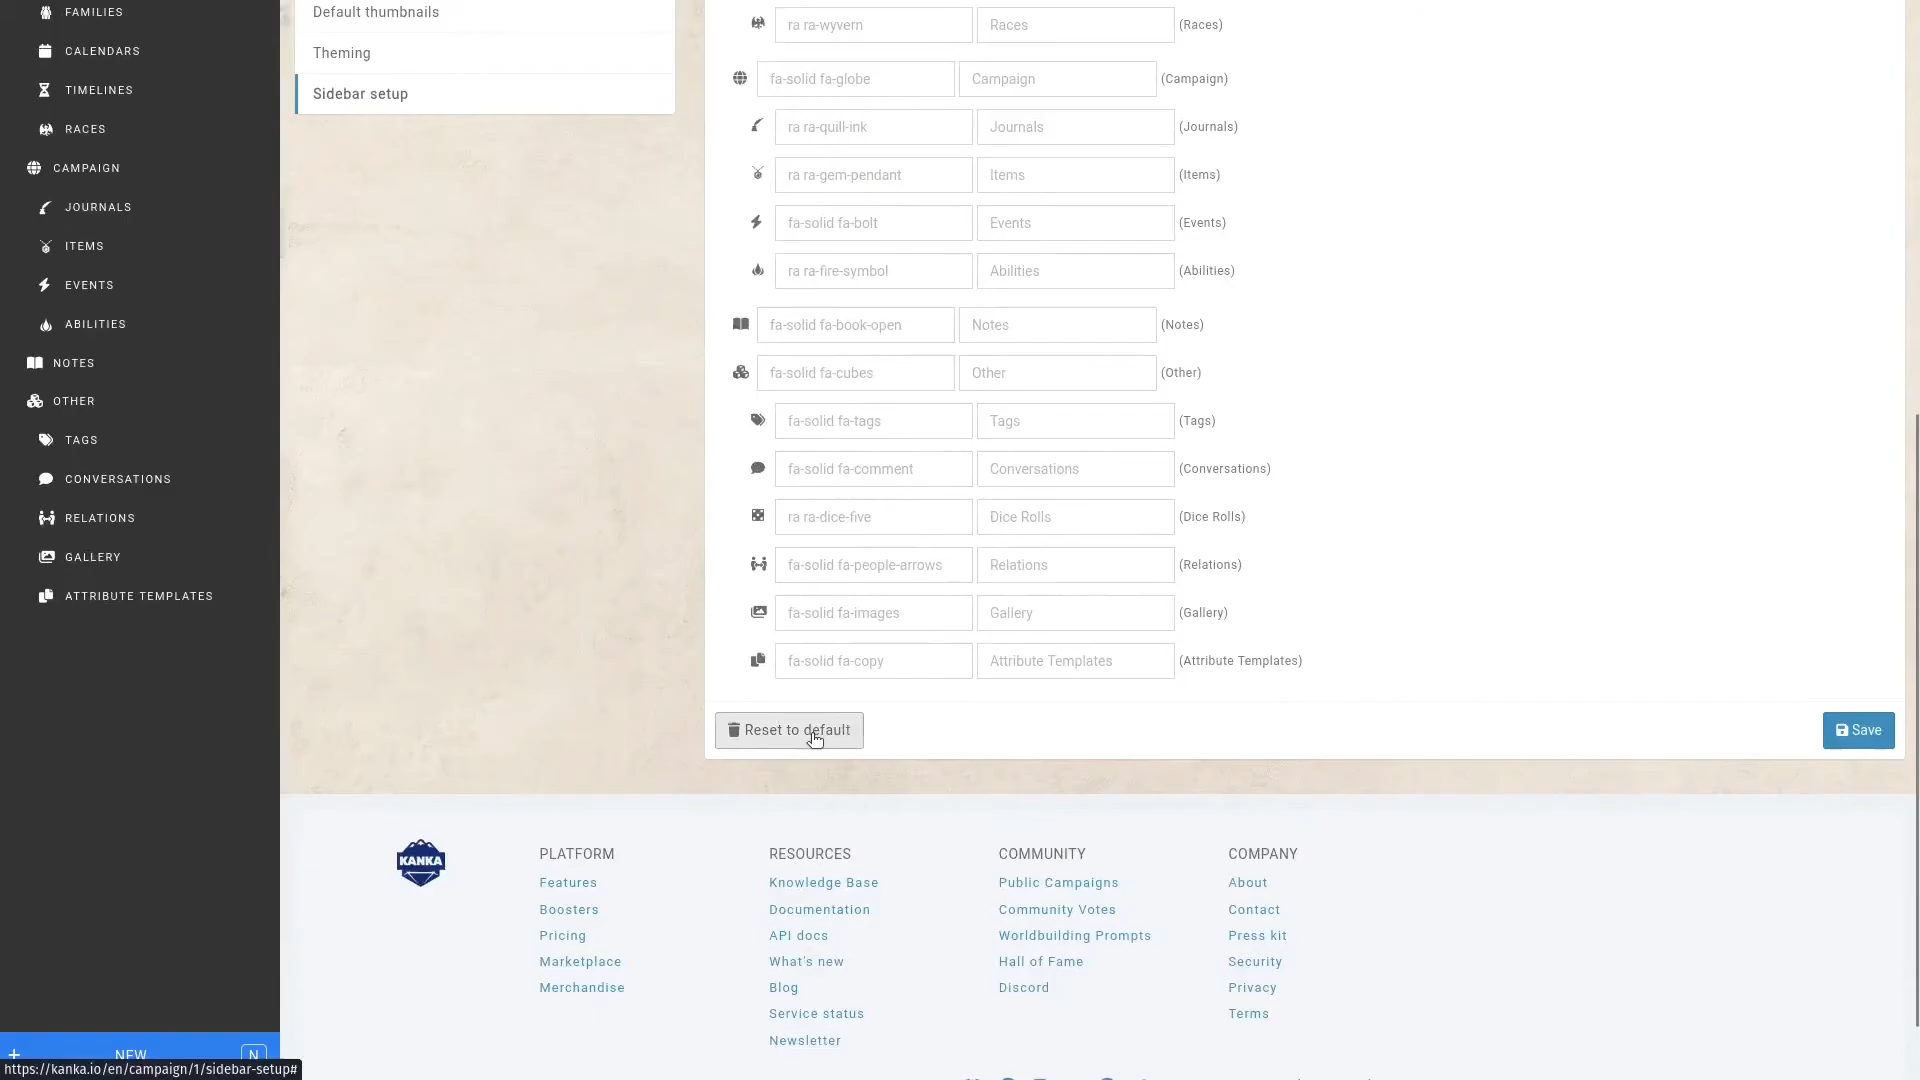 FAMILIES
CALENDARS
TIMELINES
RACES
CAMPAIGN
JOURNALS
ITEMS
EVENTS
ABILITIES
NOTES
OTHER
TAGS
CONVERSATIONS
RELATIONS
GALLERY
ATTRIBUTE TEMPLATES
+ NEW N
https://kanka.io/en/campaign/1/sidebar-setup#
Default thumbnails
Theming
Sidebar setup
ra ra-wyvern Races (Races)
fa-solid fa-globe Campaign (Campaign)
ra ra-quill-ink Journals (Journals)
ra ra-gem-pendant Items (Items)
fa-solid fa-bolt Events (Events)
ra ra-fire-symbol Abilities (Abilities)
fa-solid fa-book-open Notes (Notes)
fa-solid fa-cubes Other (Other)
fa-solid fa-tags Tags (Tags)
fa-solid fa-comment Conversations (Conversations)
ra ra-dice-five Dice Rolls (Dice Rolls)
fa-solid fa-people-arrows Relations (Relations)
fa-solid fa-images Gallery (Gallery)
fa-solid fa-copy Attribute Templates (Attribute Templates)
Reset to default Save
KANKA
PLATFORM
Features
Boosters
Pricing
Marketplace
Merchandise
RESOURCES
Knowledge Base
Documentation
API docs
What's new
Blog
Service status
Newsletter
COMMUNITY
Public Campaigns
Community Votes
Worldbuilding Prompts
Hall of Fame
Discord
COMPANY
About
Contact
Press kit
Security
Privacy
Terms